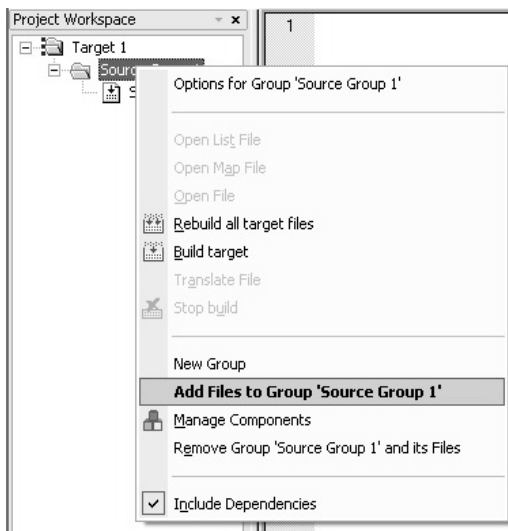 Project Workspace
1
Target 1
Options for Group 'Source Group 1'
Open List File
Open Map File
Open File
Rebuild all target files
Build target
Translate File
Stop build
New Group
Add Files to Group 'Source Group 1'
Manage Components
Remove Group 'Source Group 1' and its Files
Include Dependencies